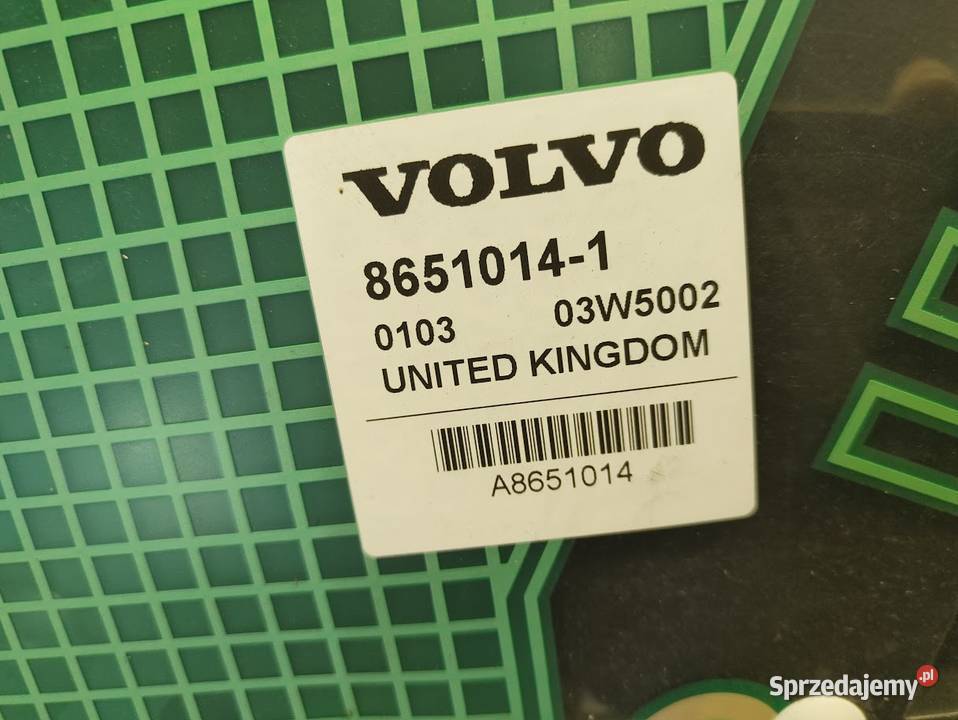 VOLVO
8651014-1
0103 03W5002
UNITED KINGDOM
A8651014
Sprzedajemy.pl